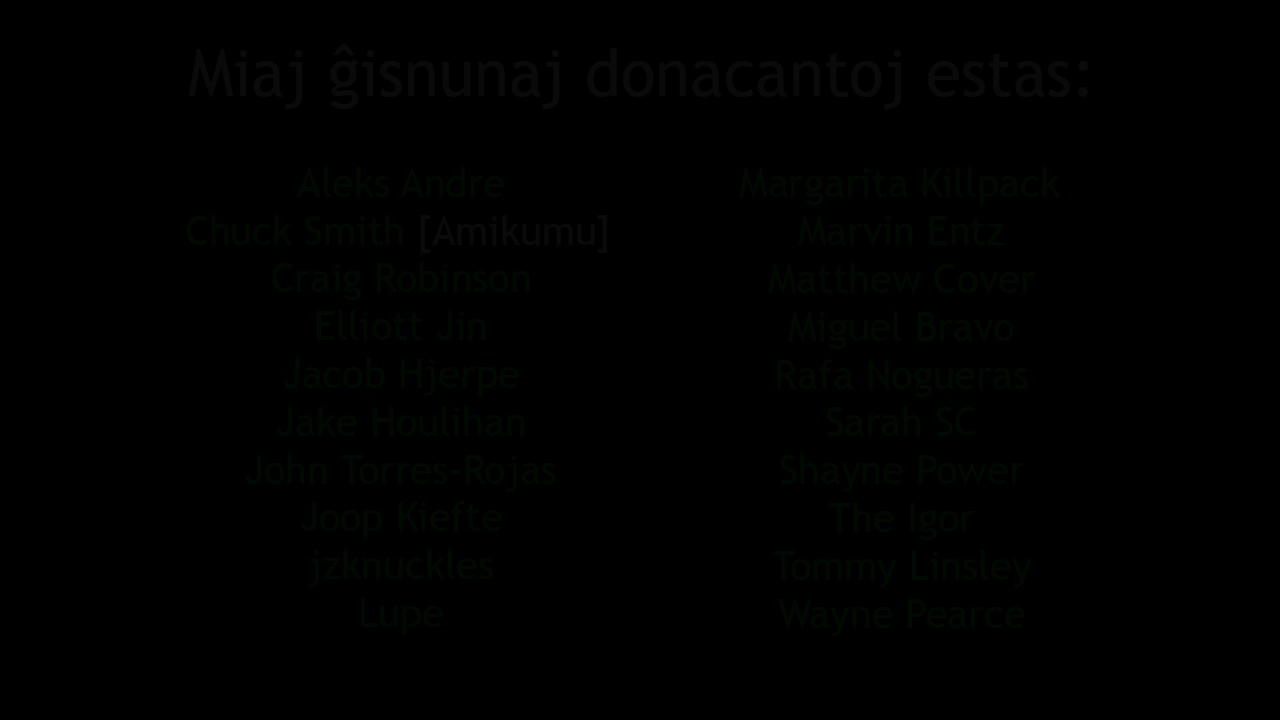 Miaj ĝisnunaj donacantoj estas:
Aleks Andre
Chuck Smith [Amikumu]
Craig Robinson
Elliott Jin
Jacob Hjerpe
Jake Houlihan
John Torres-Rojas
Joop Kiefte
jzknuckles
Lupe
Margarita Killpack
Marvin Entz
Matthew Cover
Miguel Bravo
Rafa Nogueras
Sarah SC
Shayne Power
The Igor
Tommy Linsley
Wayne Pearce